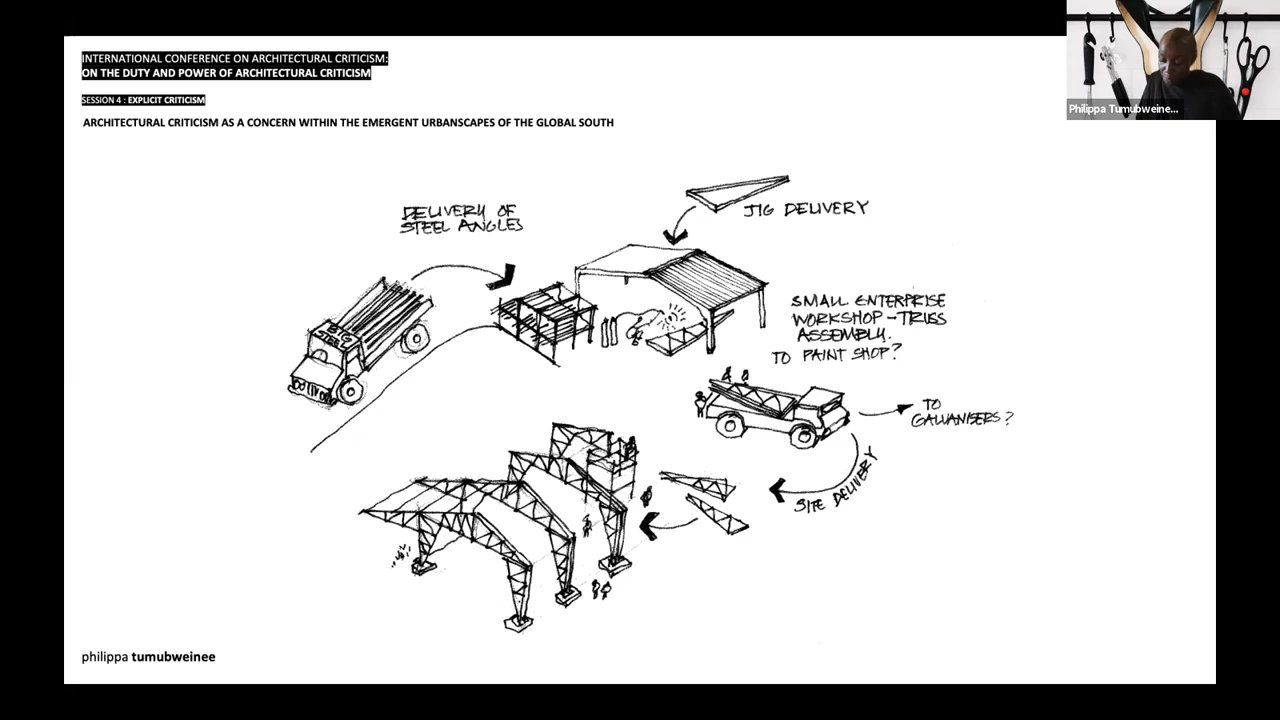 INTERNATIONAL CONFERENCE ON ARCHITECTURAL CRITICISM:
ON THE DUTY AND POWER OF ARCHITECTURAL CRITICISM
SESSION 4 : EXPLICIT CRITICISM
ARCHITECTURAL CRITICISM AS A CONCERN WITHIN THE EMERGENT URBANSCAPES OF THE GLOBAL SOUTH
Philippa Tumubweine...
DELIVERY OF
STEEL ANGLES
JIG DELIVERY
BIG
STEEL
SMALL ENTERPRISE
WORKSHOP - TRUSS
ASSEMBLY.
TO PAINT SHOP?
TO
GALVANISERS?
SITE DELIVERY
philippa tumubweinee